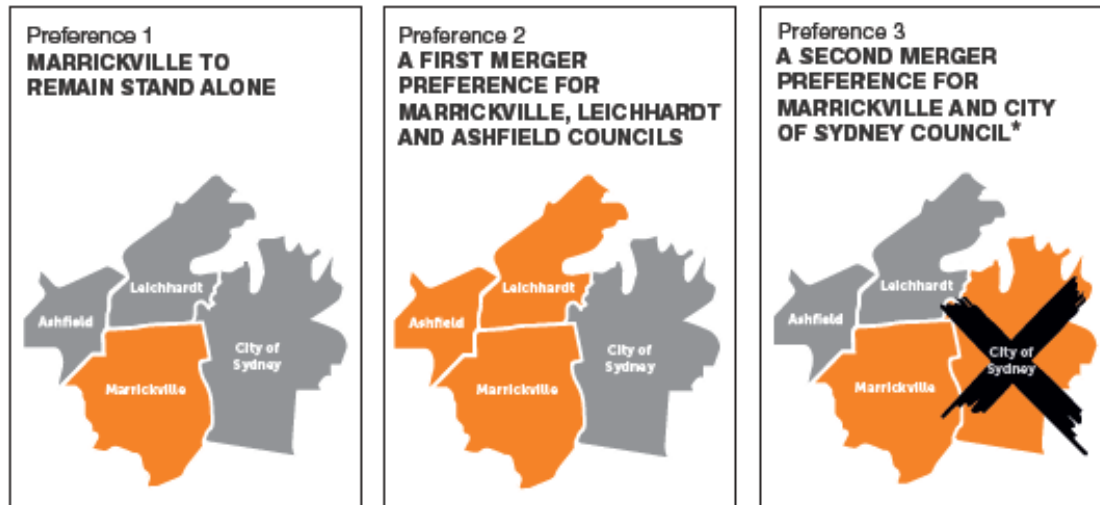 Preference 1
MARRICKVILLE TO
REMAIN STAND ALONE
Leichhardt
Ashfield
City of
Sydney
Marrickville
Preference 2
A FIRST MERGER
PREFERENCE FOR
MARRICKVILLE, LEICHHARDT
AND ASHFIELD COUNCILS
Leichhardt
Ashfield
City of
Sydney
Marrickville
Preference 3
A SECOND MERGER
PREFERENCE FOR
MARRICKVILLE AND CITY
OF SYDNEY COUNCIL*
Leichhardt
Ashfield
City of
Sydney
Marrickville